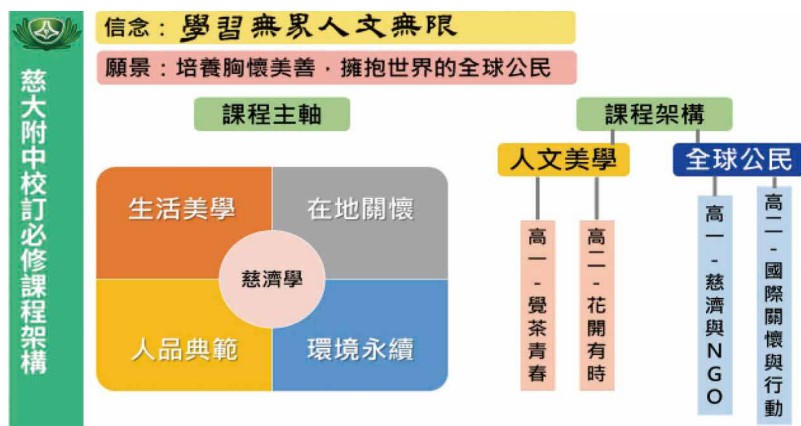 慈大附中校訂必修課程架構
信念：學習無界人文無限
願景：培養胸懷美善，擁抱世界的全球公民
課程主軸
生活美學
在地關懷
慈濟學
人品典範
環境永續
課程架構
人文美學
全球公民
高一-覺茶青春
高二-花開有時
高一-慈濟與NGO
高二-國際關懷與行動